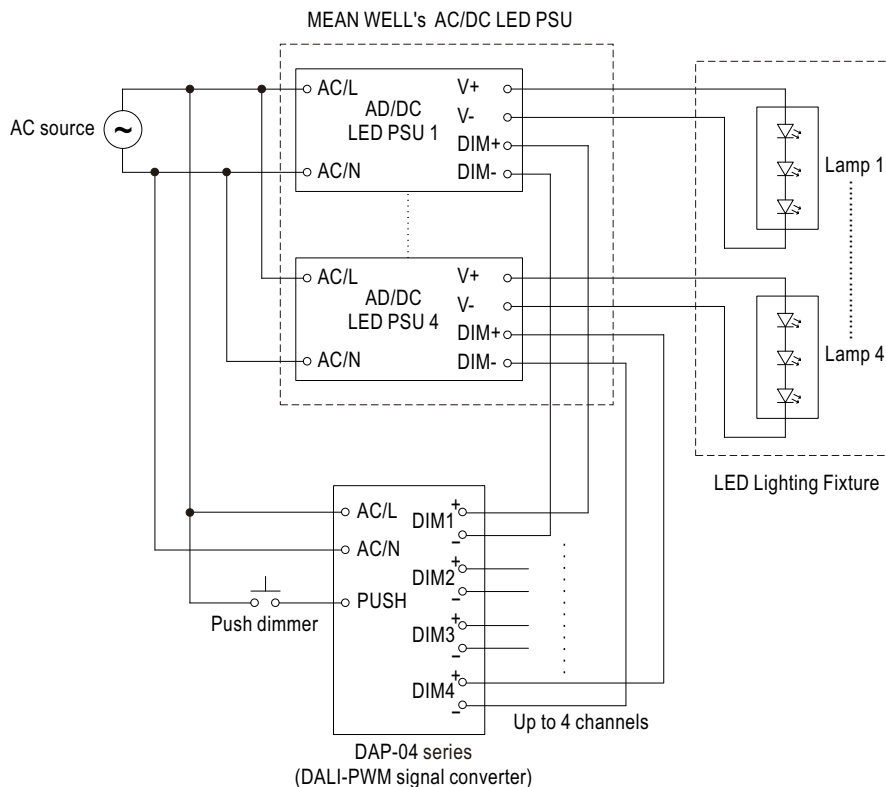 MEAN WELL's AC/DC LED PSU
AC source
~
AC/L
AD/DC
LED PSU 1
AC/N
V+
V-
DIM+
DIM-
Lamp 1
AC/L
AD/DC
LED PSU 4
AC/N
V+
V-
DIM+
DIM-
Lamp 4
LED Lighting Fixture
AC/L
AC/N
PUSH
Push dimmer
+
DIM1
-
+
DIM2
-
+
DIM3
-
+
DIM4
-
Up to 4 channels
DAP-04 series
(DALI-PWM signal converter)